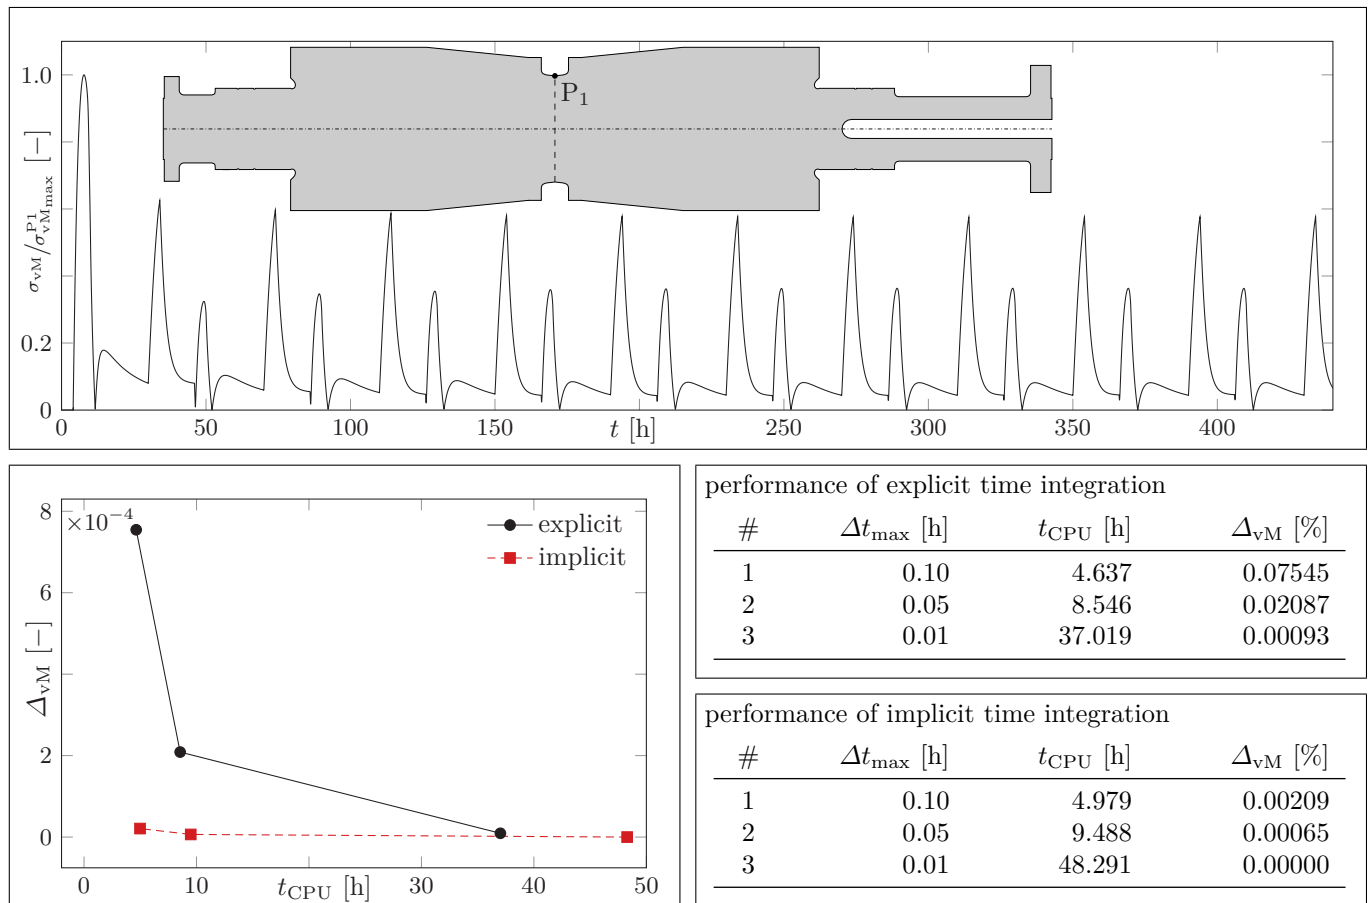 1.0
0.2
0
σvM/σ^P1_vM max [−]
P1
0 50 100 150 250 300 350 400
t [h]
8
6
4
2
0
×10⁻⁴
ΔvM [−]
explicit
implicit
0 10 30 40 50
tCPU [h]
performance of explicit time integration
# Δtmax [h] tCPU [h] ΔvM [%]
1 0.10 4.637 0.07545
2 0.05 8.546 0.02087
3 0.01 37.019 0.00093
performance of implicit time integration
# Δtmax [h] tCPU [h] ΔvM [%]
1 0.10 4.979 0.00209
2 0.05 9.488 0.00065
3 0.01 48.291 0.00000